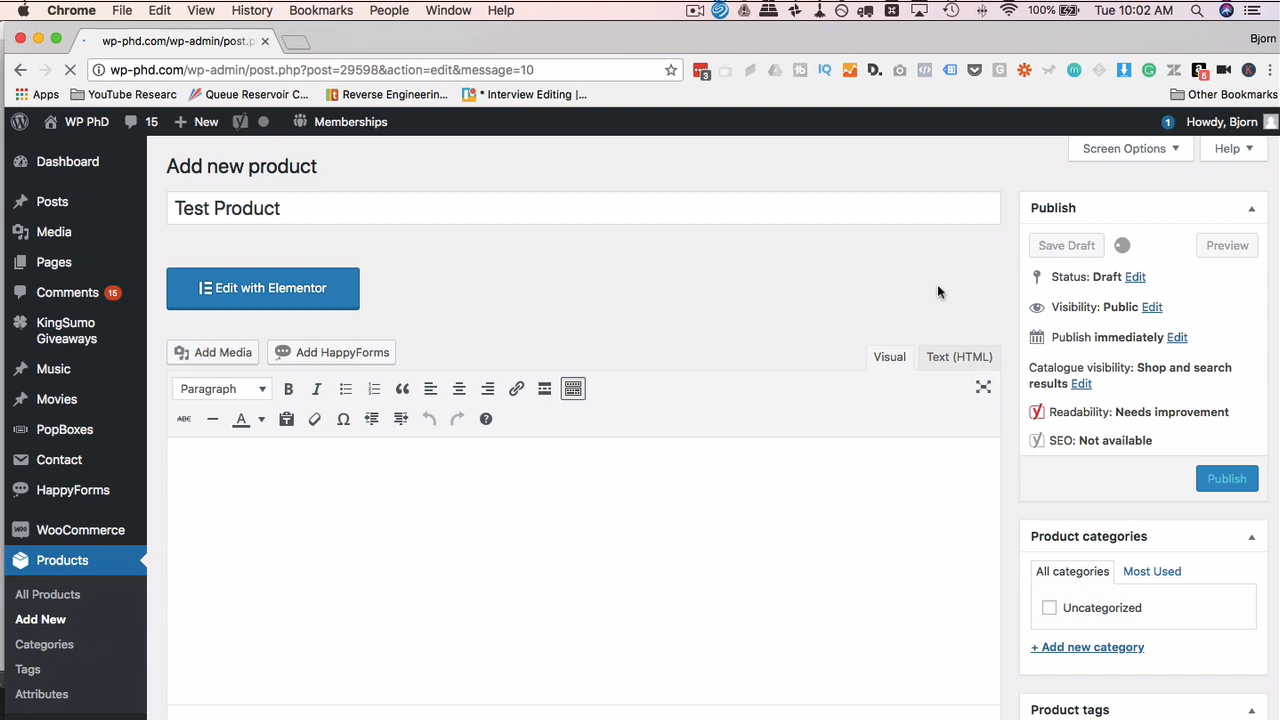 Chrome File Edit View History Bookmarks People Window Help 100% Tue 10:02 AM
wp-phd.com/wp-admin/post.p Bjorn
wp-phd.com/wp-admin/post.php?post=29598&action=edit&message=10
Apps YouTube Researc Queue Reservoir C... Reverse Engineerin... * Interview Editing |... Other Bookmarks
WP PhD 15 New Memberships 1 Howdy, Bjorn
Screen Options Help
Dashboard
Posts
Media
Pages
Comments 15
KingSumo
Giveaways
Music
Movies
PopBoxes
Contact
HappyForms
WooCommerce
Products
All Products
Add New
Categories
Tags
Attributes
Add new product
Test Product
Edit with Elementor
Add Media Add HappyForms
Visual Text (HTML)
Paragraph B I
ABC A
Publish
Save Draft Preview
Status: Draft Edit
Visibility: Public Edit
Publish immediately Edit
Catalogue visibility: Shop and search
results Edit
Readability: Needs improvement
SEO: Not available
Publish
Product categories
All categories Most Used
Uncategorized
+ Add new category
Product tags